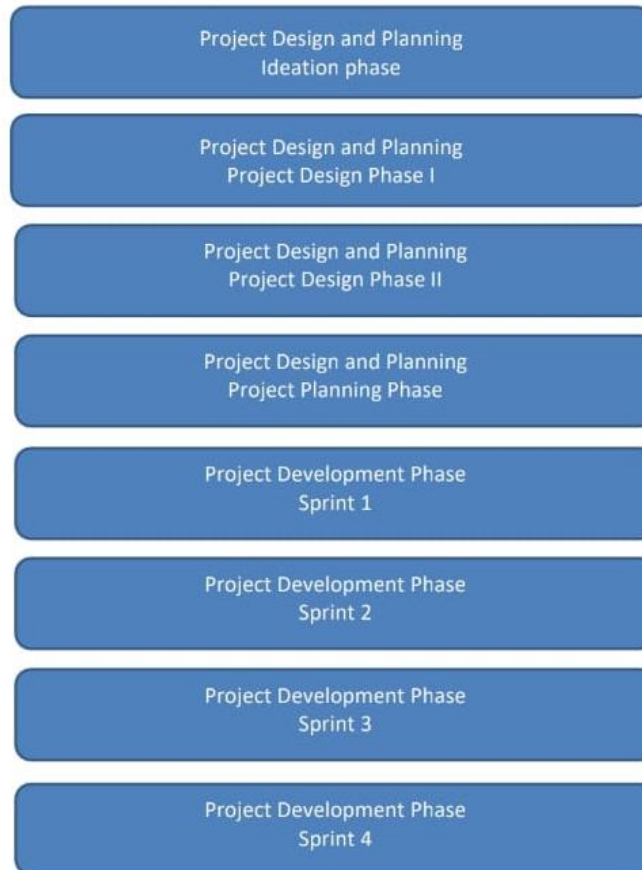 Project Design and Planning
Ideation phase
Project Design and Planning
Project Design Phase I
Project Design and Planning
Project Design Phase II
Project Design and Planning
Project Planning Phase
Project Development Phase
Sprint 1
Project Development Phase
Sprint 2
Project Development Phase
Sprint 3
Project Development Phase
Sprint 4